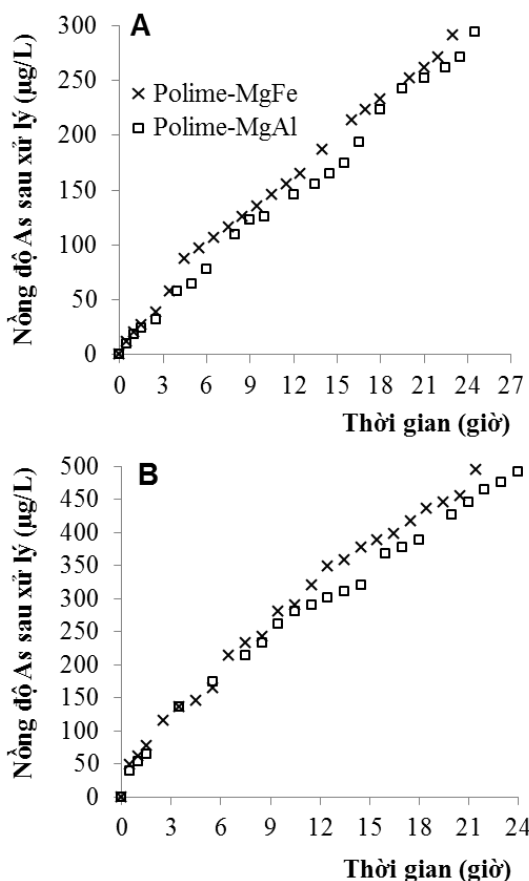 A
Nồng độ As sau xử lý (µg/L)
300
250
200
150
100
50
0
Polime-MgFe
Polime-MgAl
0 3 6 9 12 15 18 21 24 27
Thời gian (giờ)
B
Nồng độ As sau xử lý (µg/L)
500
450
400
350
300
250
200
150
100
50
0
0 3 6 9 12 15 18 21 24
Thời gian (giờ)